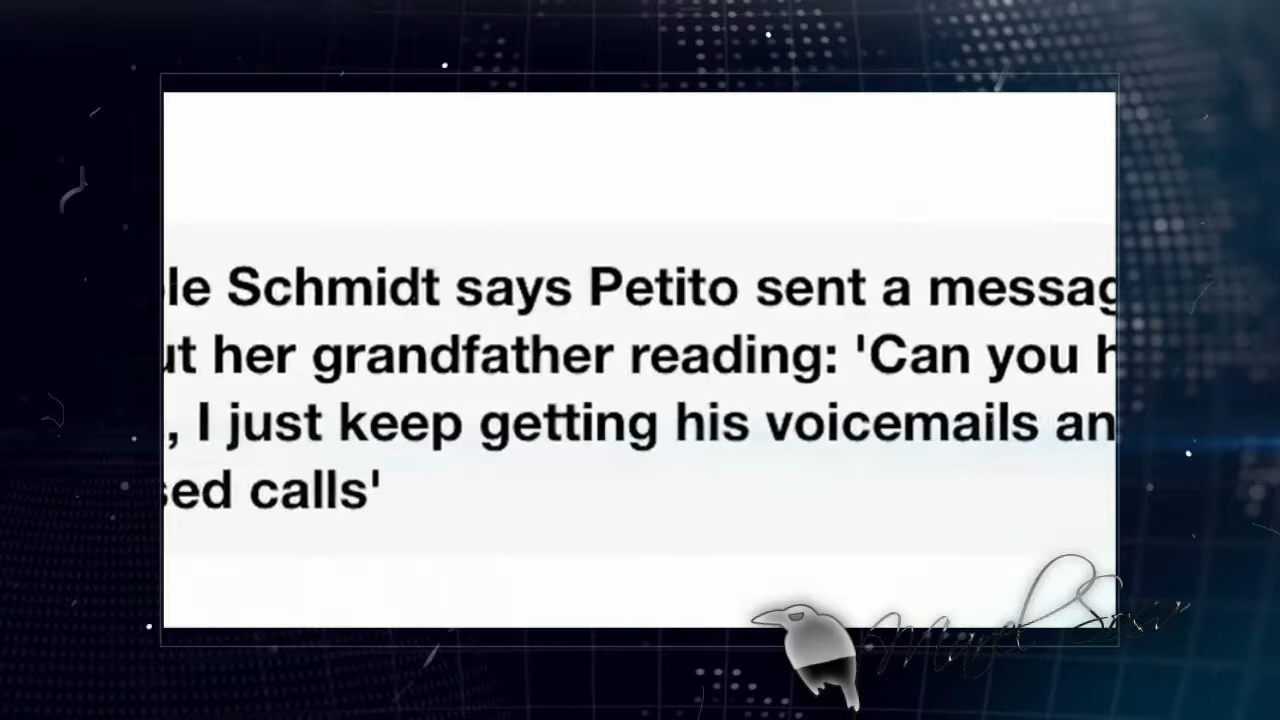 le Schmidt says Petito sent a messag
ut her grandfather reading: 'Can you h
, I just keep getting his voicemails an
sed calls'